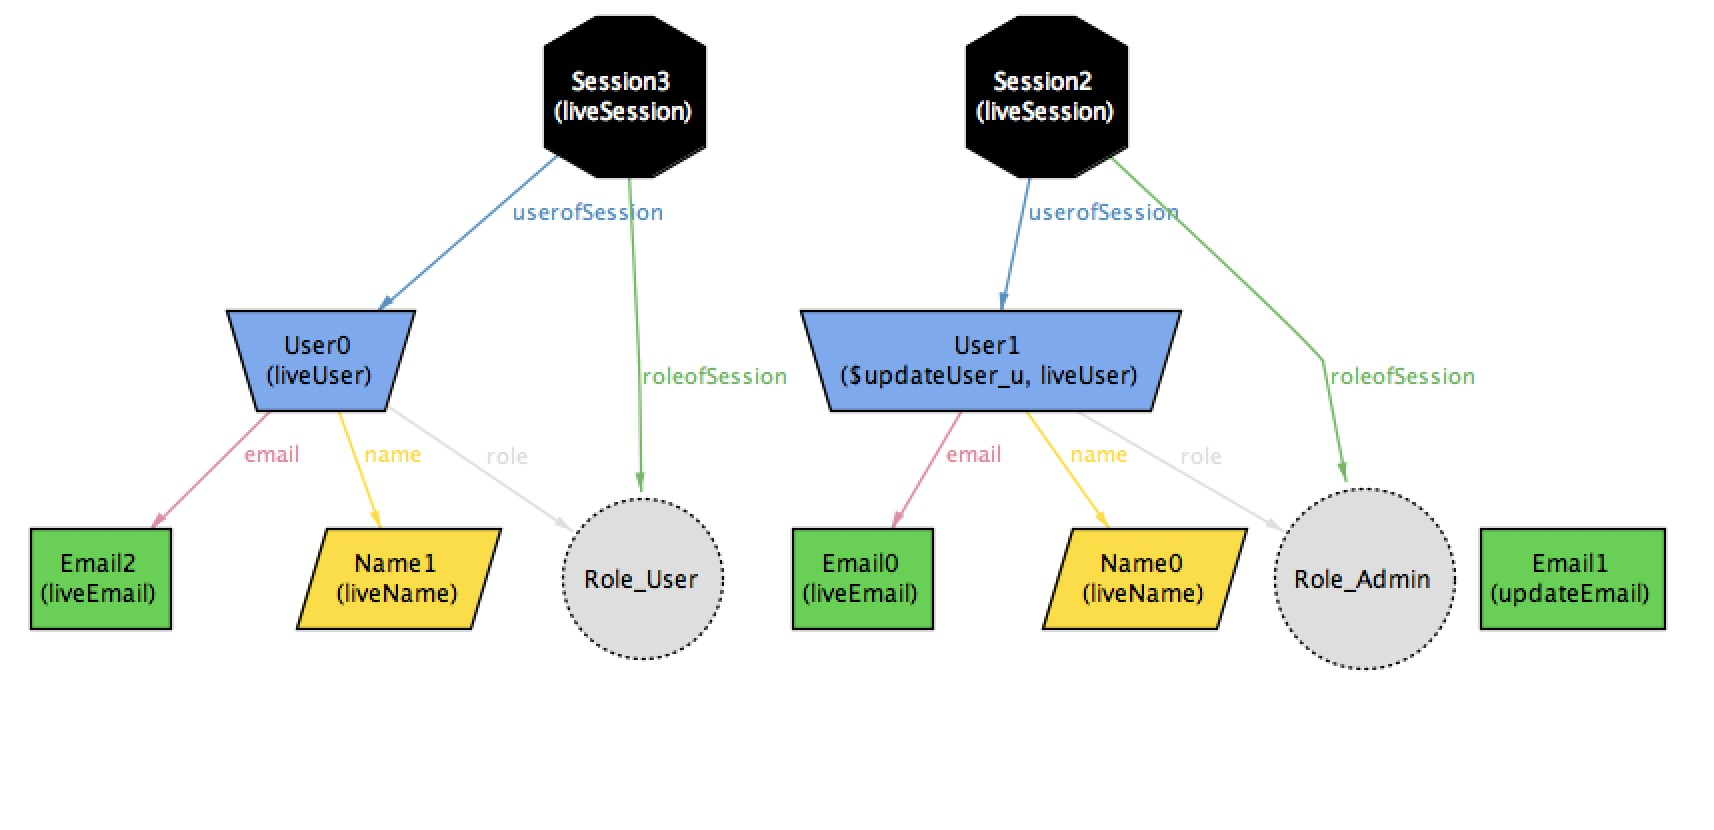 Session3
(liveSession)
Session2
(liveSession)
userofSession
userofSession
User0
(liveUser)
User1
($updateUser_u, liveUser)
roleofSession
roleofSession
email
name
role
email
name
role
Email2
(liveEmail)
Name1
(liveName)
Role_User
Email0
(liveEmail)
Name0
(liveName)
Role_Admin
Email1
(updateEmail)